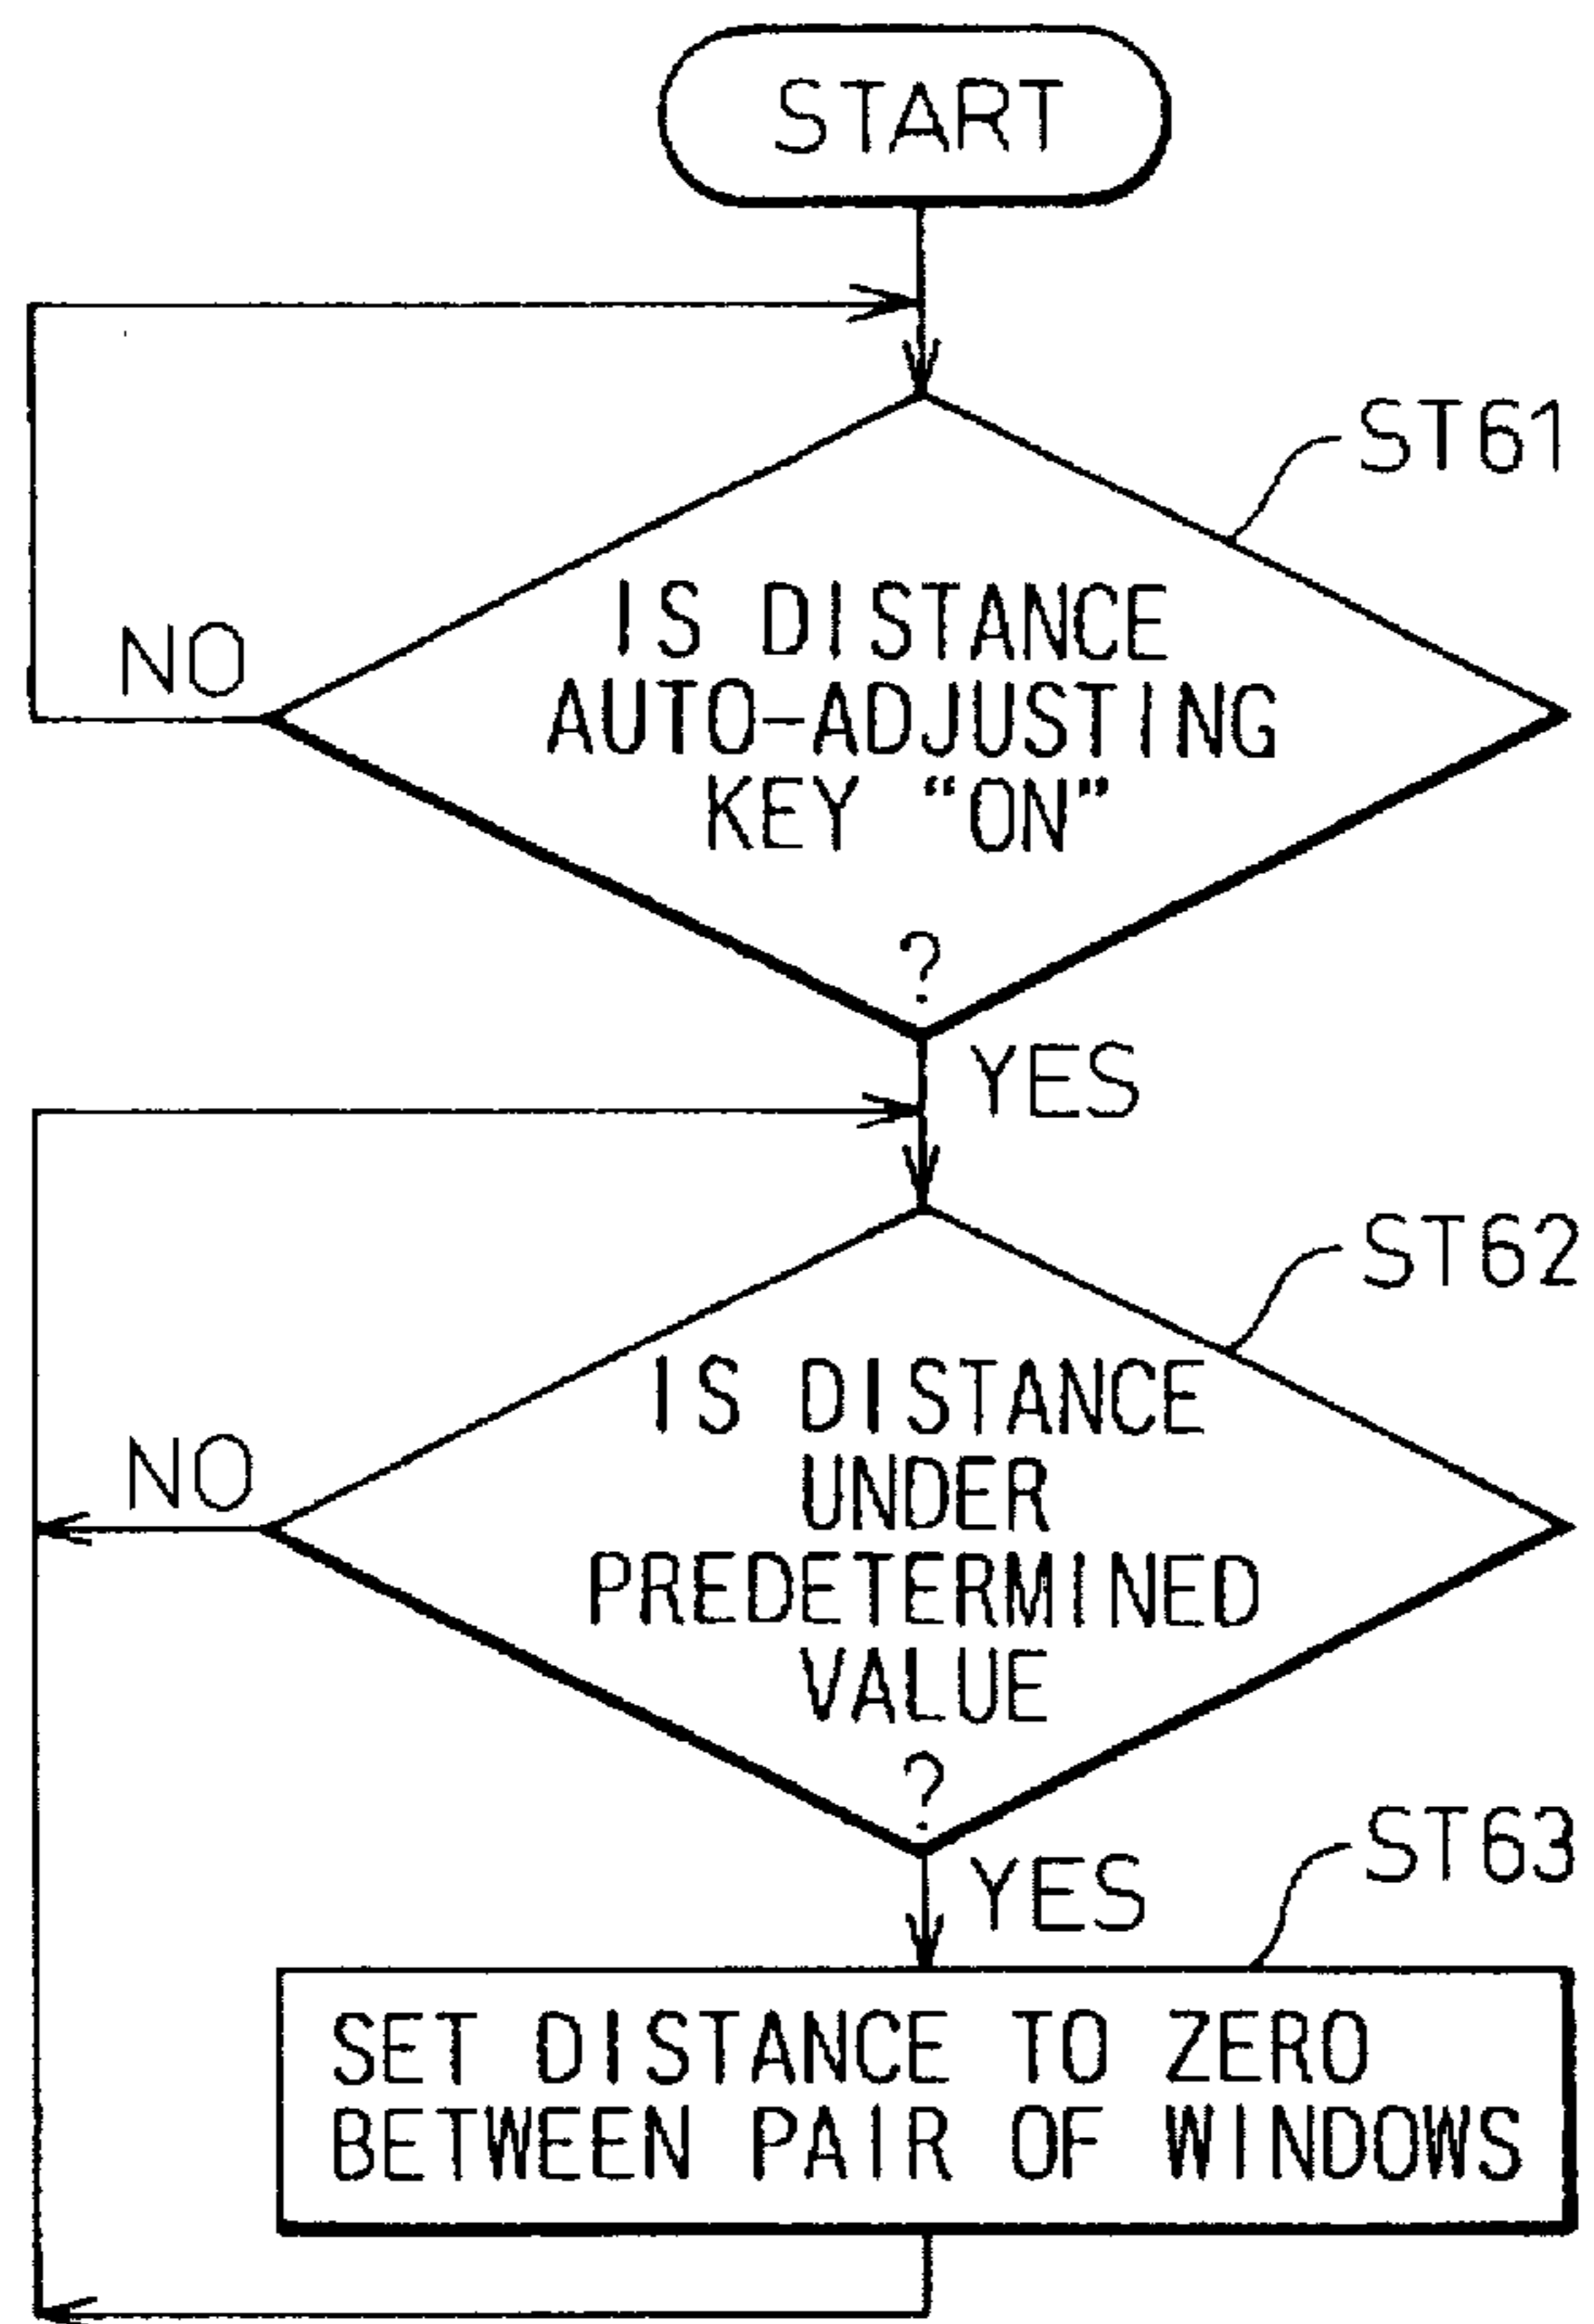 START
ST61
IS DISTANCE
AUTO-ADJUSTING
KEY “ON”
?
NO
YES
ST62
IS DISTANCE
UNDER
PREDETERMINED
VALUE
?
NO
YES
ST63
SET DISTANCE TO ZERO
BETWEEN PAIR OF WINDOWS